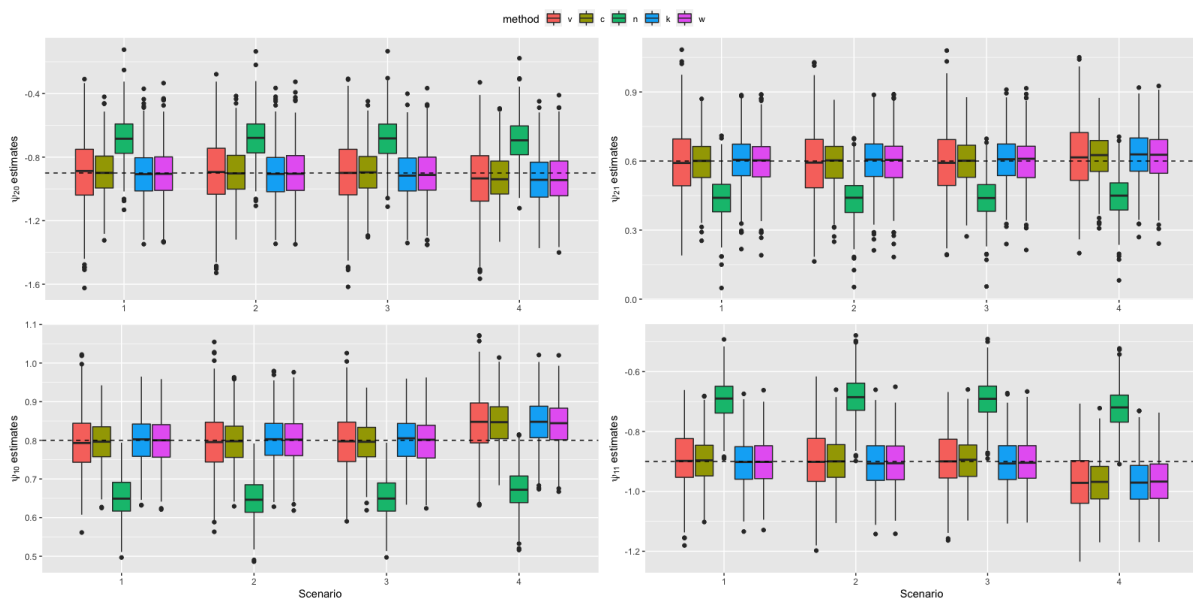 method v c n k w
ψ20 estimates
-0.4
-0.8
-1.2
-1.6
1 2 3 4
ψ21 estimates
0.9
0.6
0.3
0.0
1 2 3 4
ψ10 estimates
1.1
1.0
0.9
0.8
0.7
0.6
0.5
1 2 3 4
Scenario
ψ11 estimates
-0.6
-0.8
-1.0
-1.2
1 2 3 4
Scenario